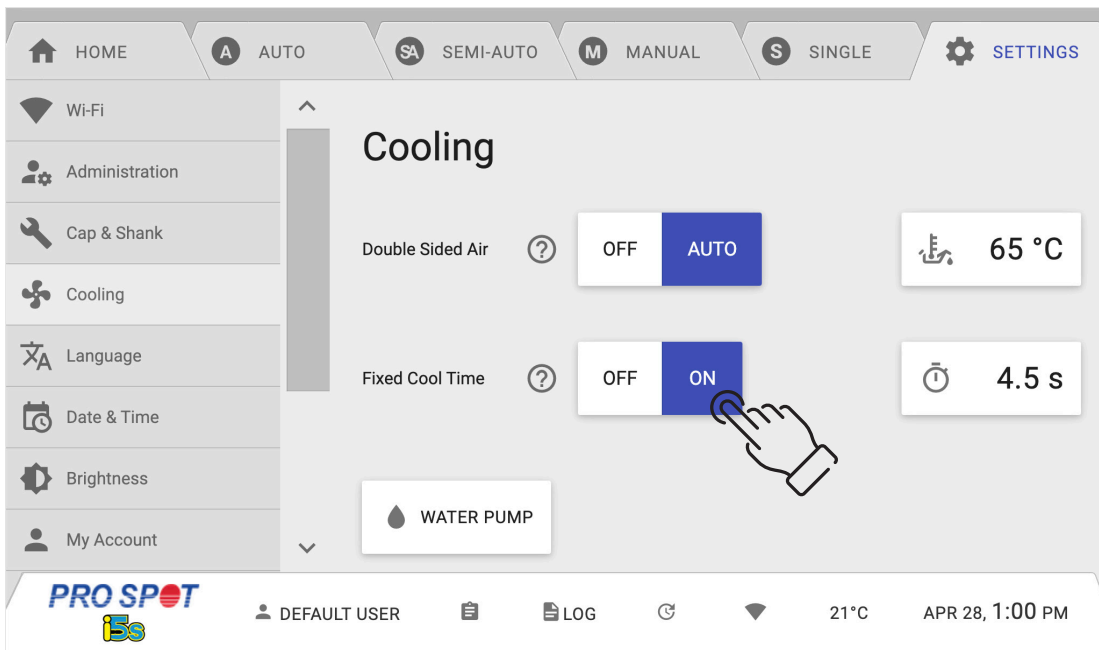 HOME
A AUTO
SA SEMI-AUTO
M MANUAL
S SINGLE
SETTINGS
Wi-Fi
Administration
Cap & Shank
Cooling
Language
Date & Time
Brightness
My Account
Cooling
Double Sided Air ? OFF AUTO 65 °C
Fixed Cool Time ? OFF ON 4.5 s
WATER PUMP
PRO SPOT
i5s
DEFAULT USER
LOG
21°C
APR 28, 1:00 PM